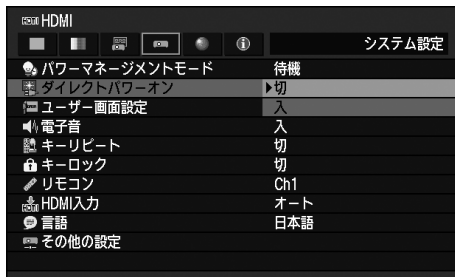 HDMI HDMI
システム設定
パワーマネージメントモード 待機
ダイレクトパワーオン ▶切
ユーザー画面設定 入
電子音 入
キーリピート 切
キーロック 切
リモコン Ch1
HDMI入力 オート
言語 日本語
その他の設定